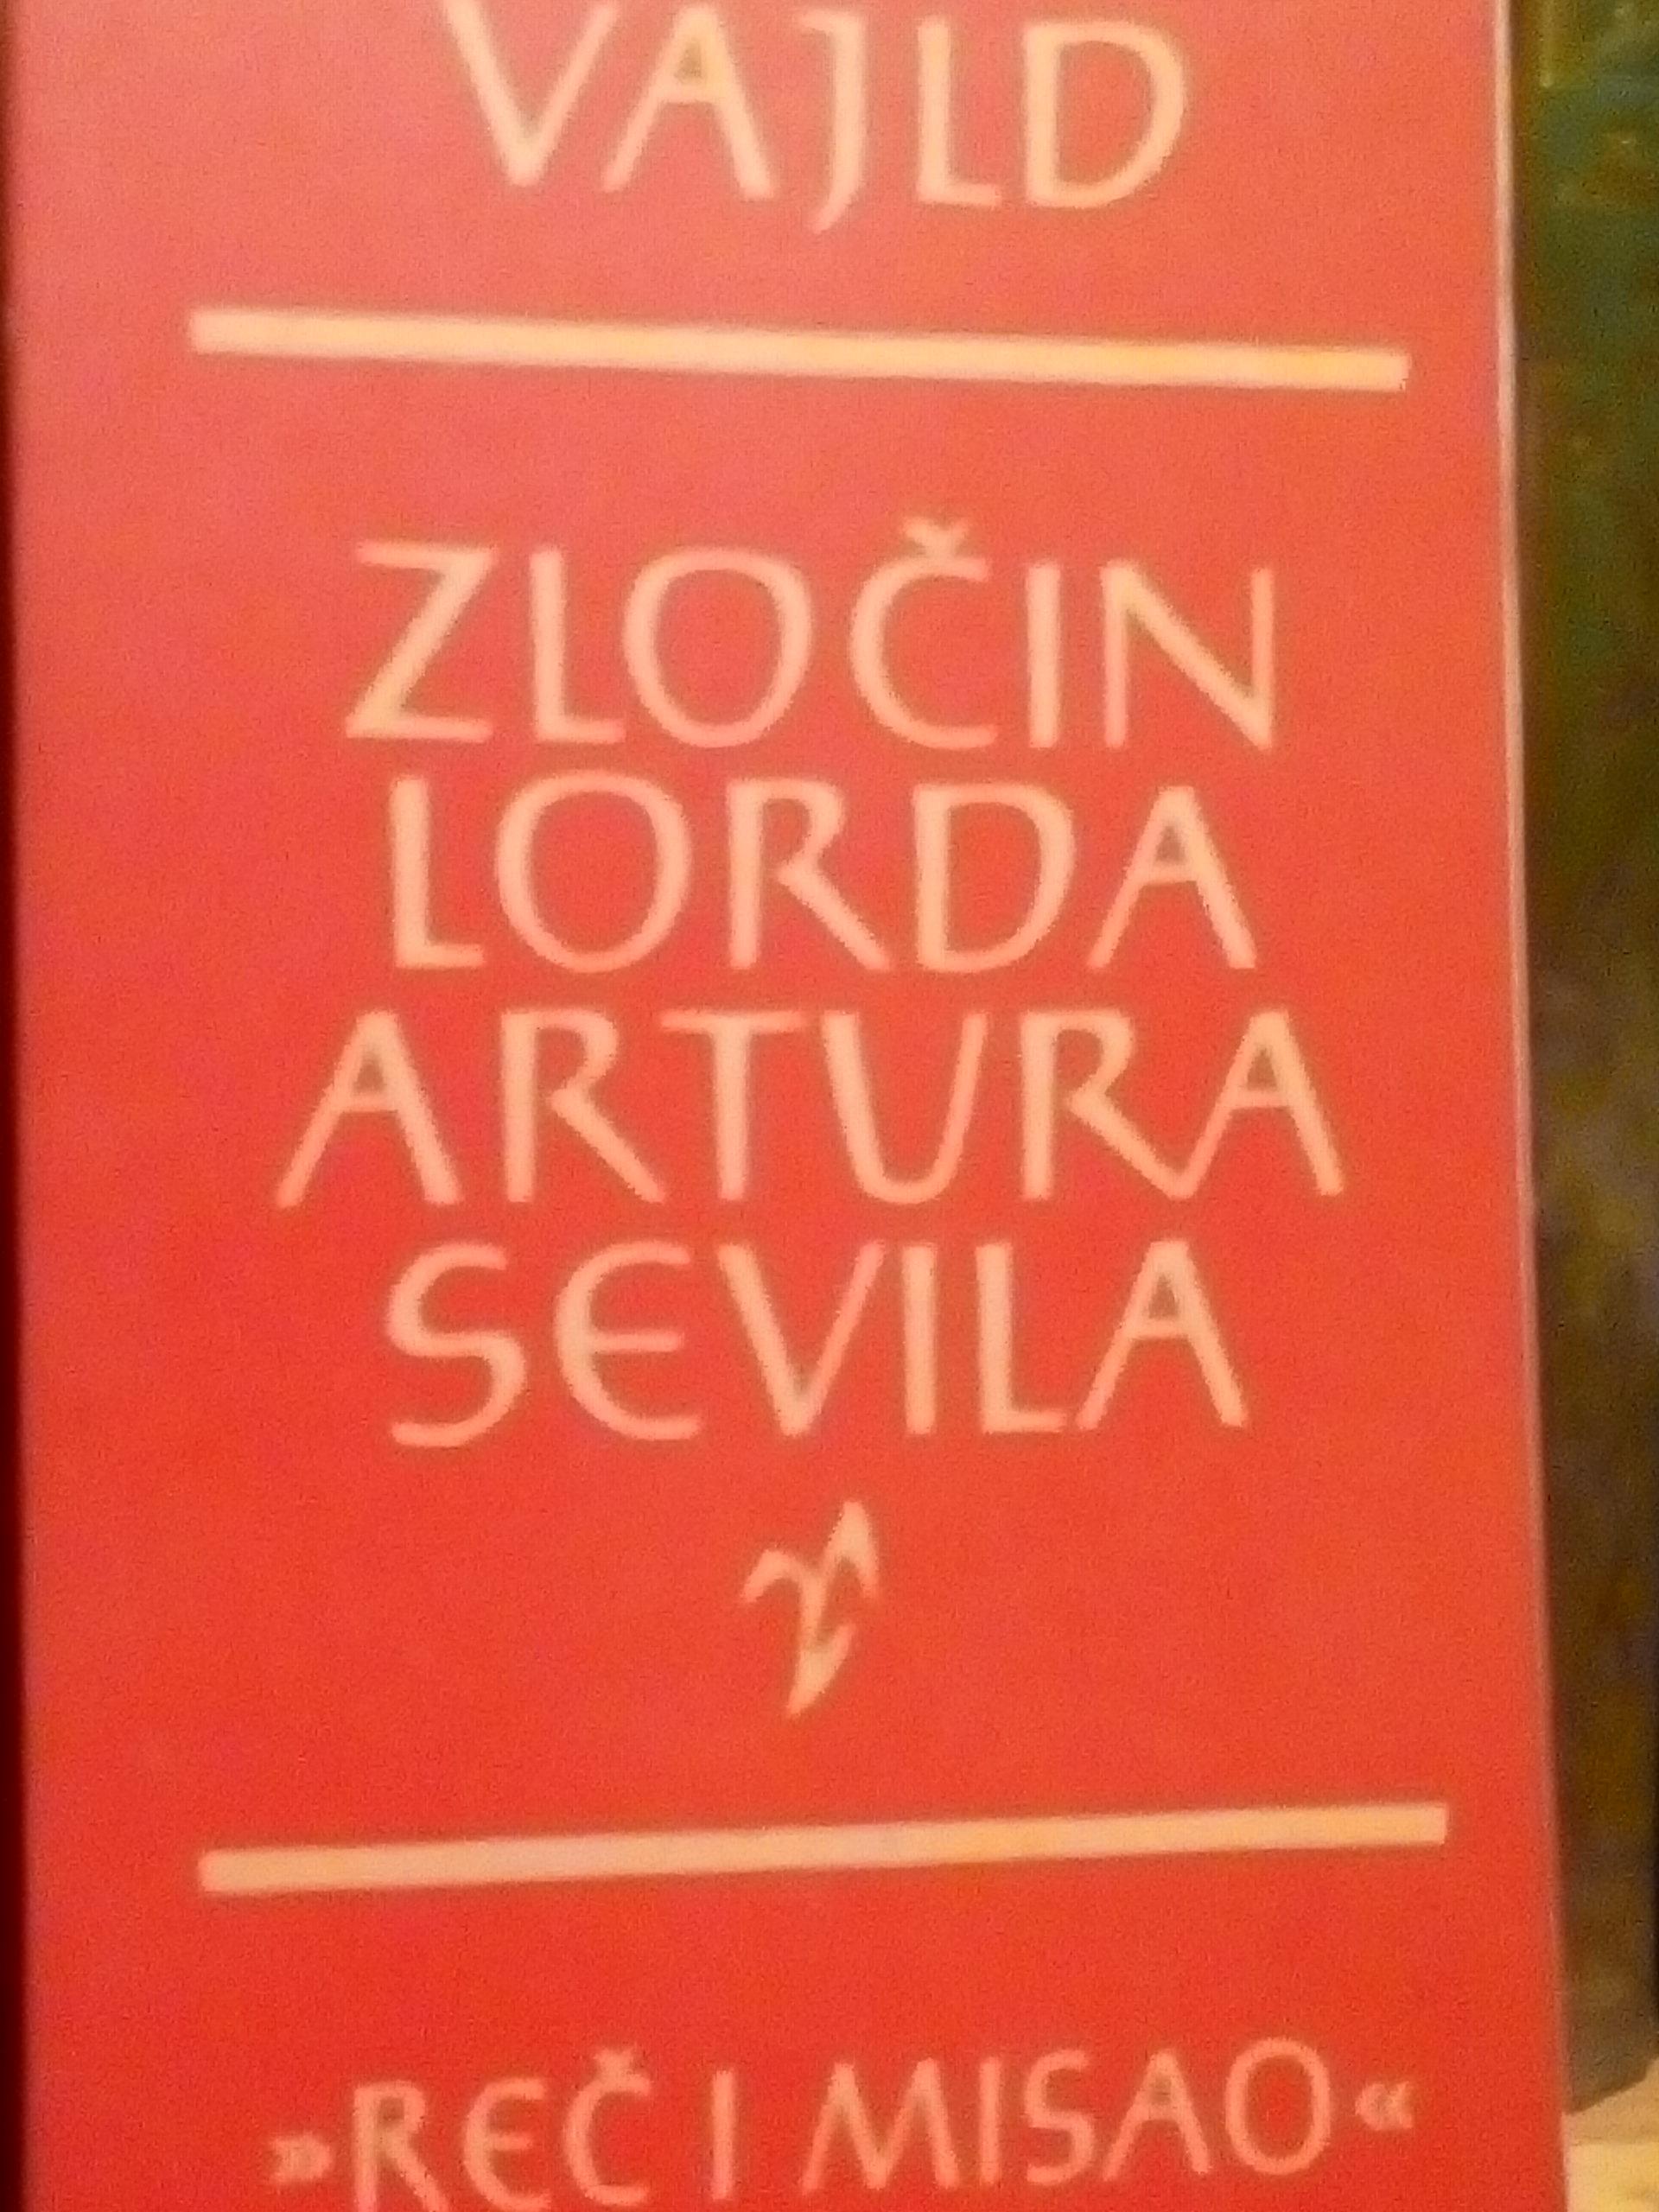 VAJLD
ZLOČIN
LORDA
ARTURA
SEVILA
»REČ I MISAO«